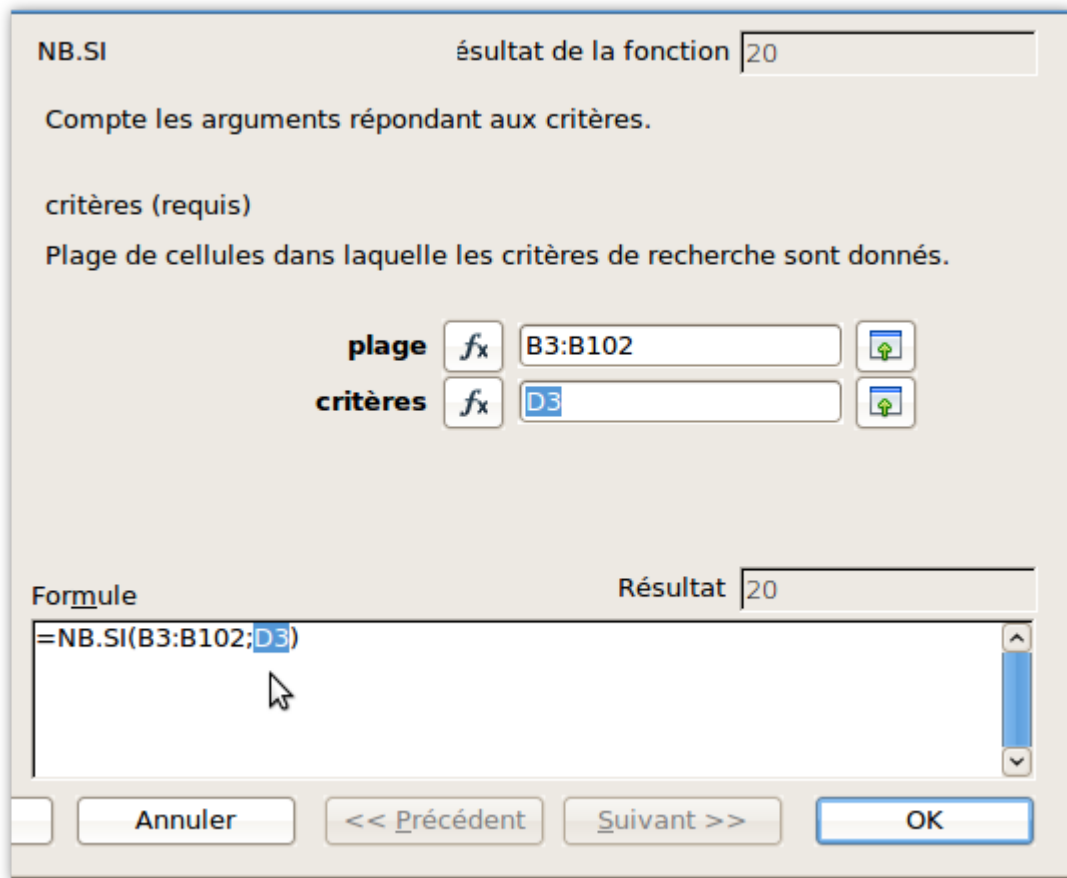 NB.SI ésultat de la fonction 20
Compte les arguments répondant aux critères.
critères (requis)
Plage de cellules dans laquelle les critères de recherche sont donnés.
plage fx B3:B102
critères fx D3
Formule Résultat 20
=NB.SI(B3:B102;D3)
Annuler << Précédent Suivant >> OK